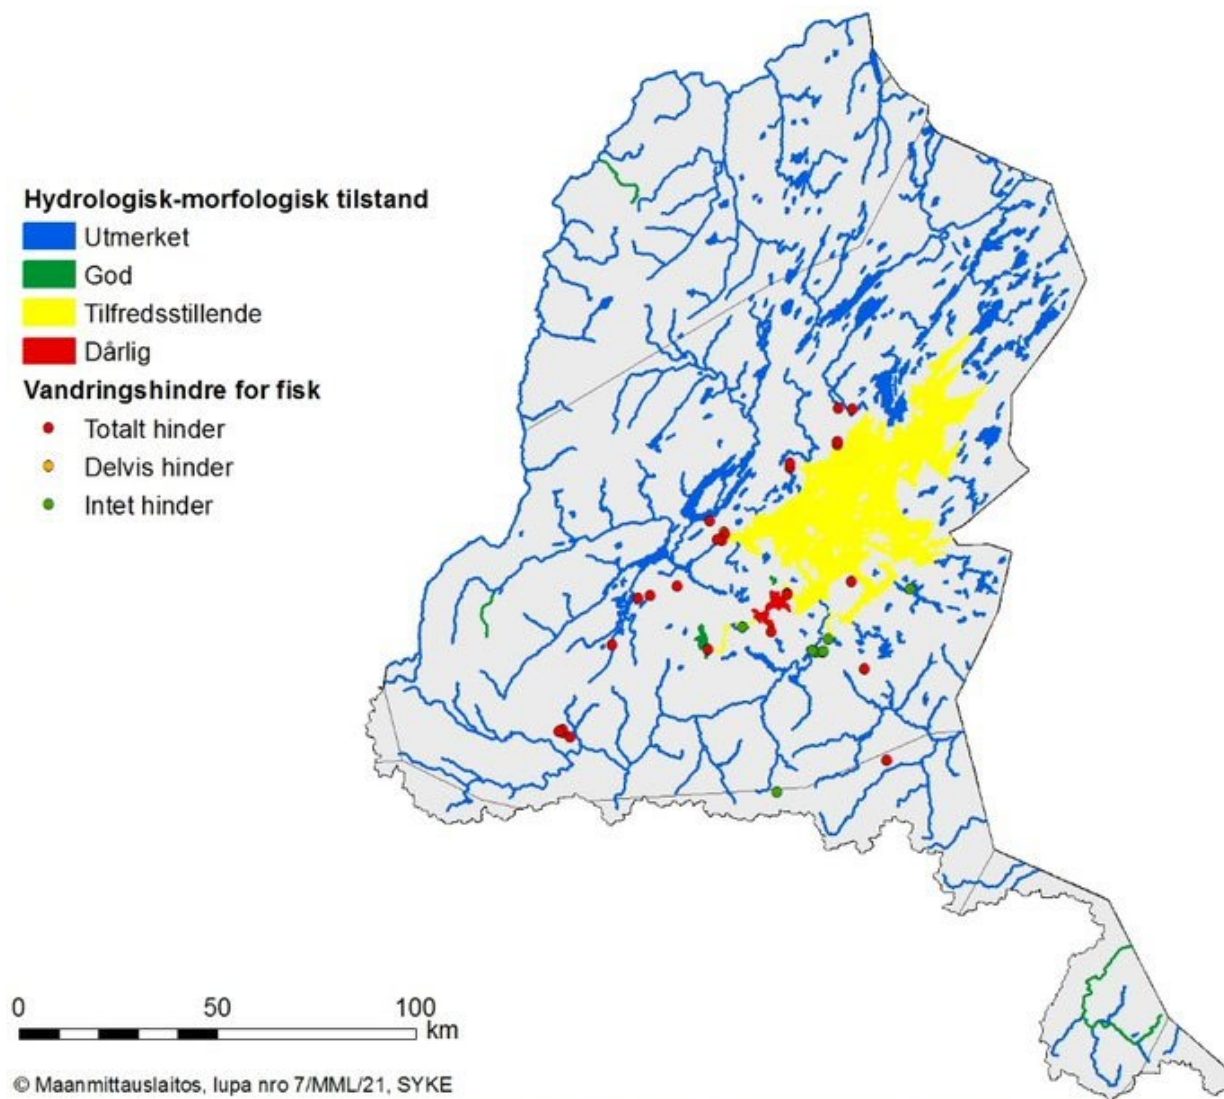 Hydrologisk-morfologisk tilstand
Utmerket
God
Tilfredsstillende
Dårlig
Vandringshindre for fisk
Totalt hinder
Delvis hinder
Intet hinder
0 50 100
km
© Maanmittauslaitos, lupa nro 7/MML/21, SYKE